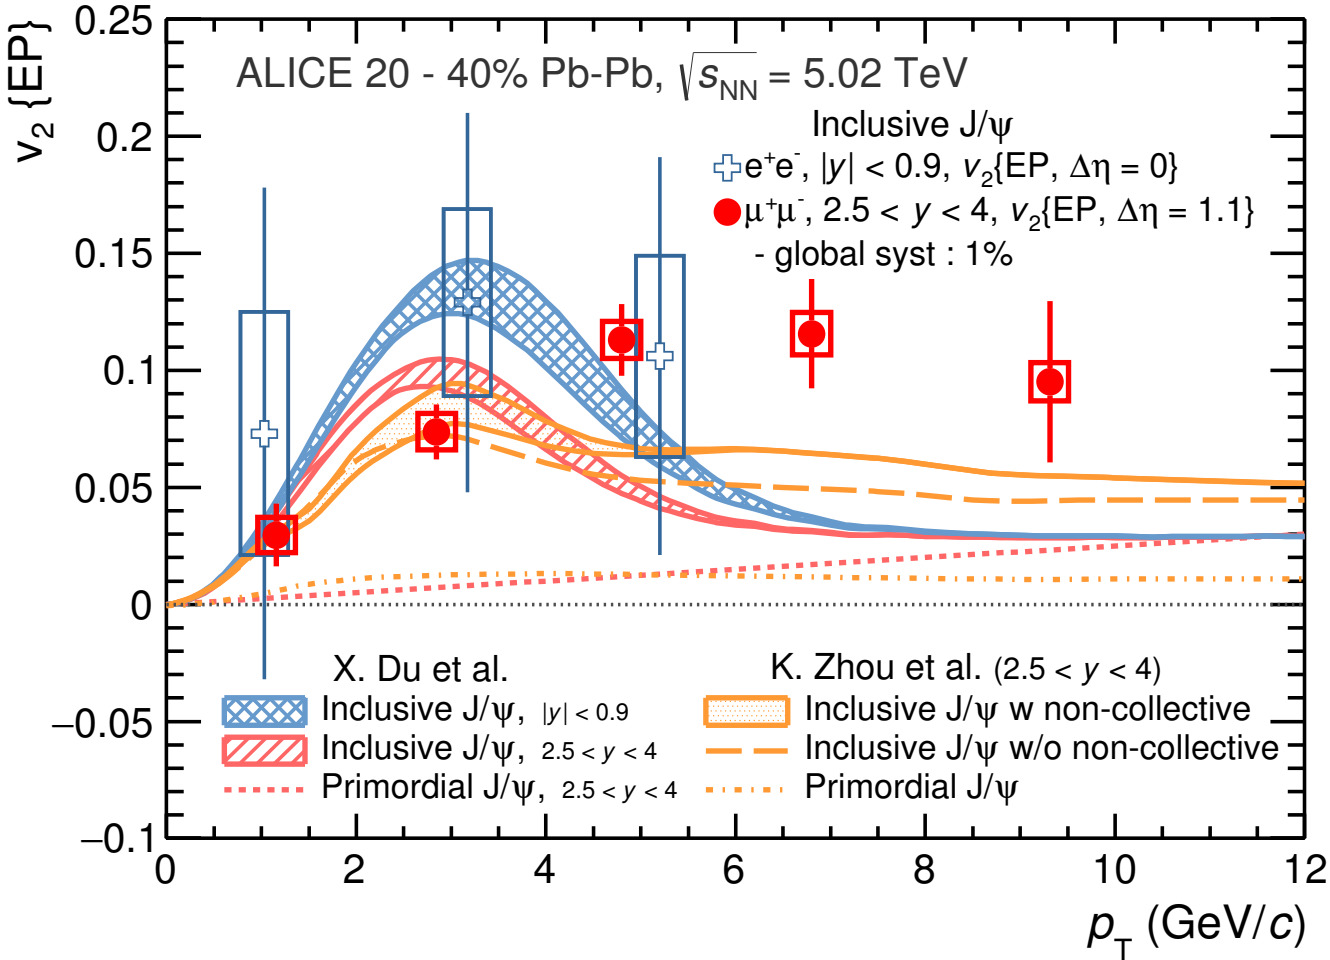 v₂ {EP}
0.25
0.2
0.15
0.1
0.05
0
−0.05
−0.1
ALICE 20 - 40% Pb-Pb, √s_NN = 5.02 TeV
Inclusive J/ψ
e⁺e⁻, |y| < 0.9, v₂{EP, Δη = 0}
μ⁺μ⁻, 2.5 < y < 4, v₂{EP, Δη = 1.1}
- global syst : 1%
X. Du et al.
Inclusive J/ψ, |y| < 0.9
Inclusive J/ψ, 2.5 < y < 4
Primordial J/ψ, 2.5 < y < 4
K. Zhou et al. (2.5 < y < 4)
Inclusive J/ψ w non-collective
Inclusive J/ψ w/o non-collective
Primordial J/ψ
0 2 4 6 8 10 12
p_T (GeV/c)